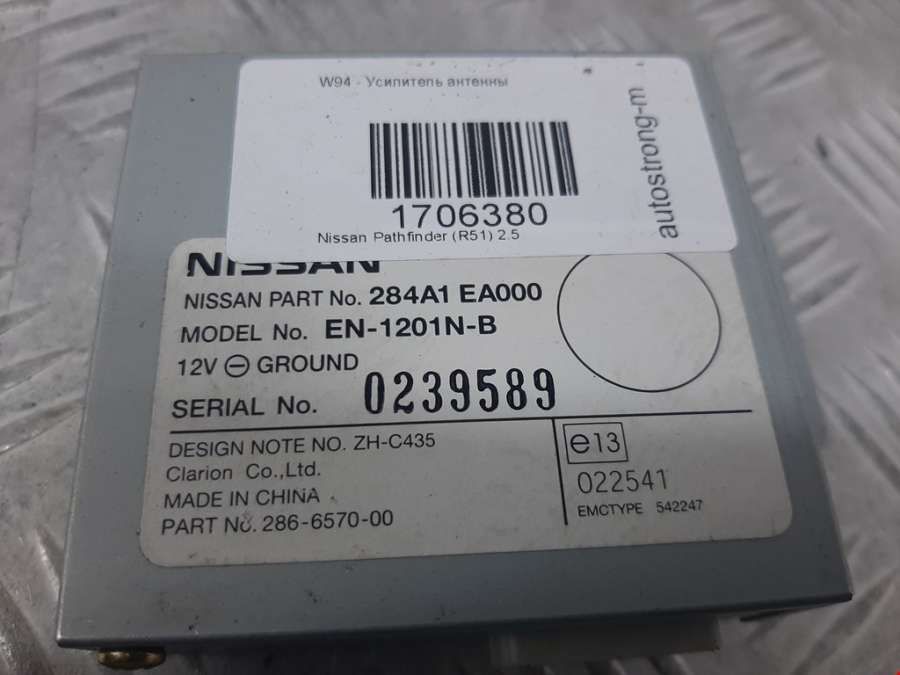 W94 - Усилитель антенны
1706380
Nissan Pathfinder (R51) 2.5
autostrong-m
NISSAN
NISSAN PART No. 284A1 EA000
MODEL No. EN-1201N-B
12V ⊖ GROUND
SERIAL No. 0239589
DESIGN NOTE NO. ZH-C435
Clarion Co.,Ltd.
MADE IN CHINA
PART NO. 286-6570-00
e13
022541
EMCTYPE 542247